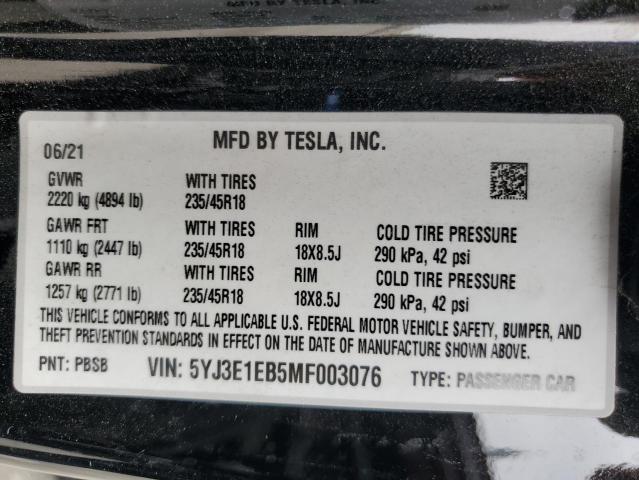 MFD BY TESLA, INC.
06/21
GVWR WITH TIRES
2220 kg (4894 lb) 235/45R18
GAWR FRT WITH TIRES RIM COLD TIRE PRESSURE
1110 kg (2447 lb) 235/45R18 18X8.5J 290 kPa, 42 psi
GAWR RR WITH TIRES RIM COLD TIRE PRESSURE
1257 kg (2771 lb) 235/45R18 18X8.5J 290 kPa, 42 psi
THIS VEHICLE CONFORMS TO ALL APPLICABLE U.S. FEDERAL MOTOR VEHICLE SAFETY, BUMPER, AND
THEFT PREVENTION STANDARDS IN EFFECT ON THE DATE OF MANUFACTURE SHOWN ABOVE.
PNT: PBSB VIN: 5YJ3E1EB5MF003076 TYPE: PASSENGER CAR